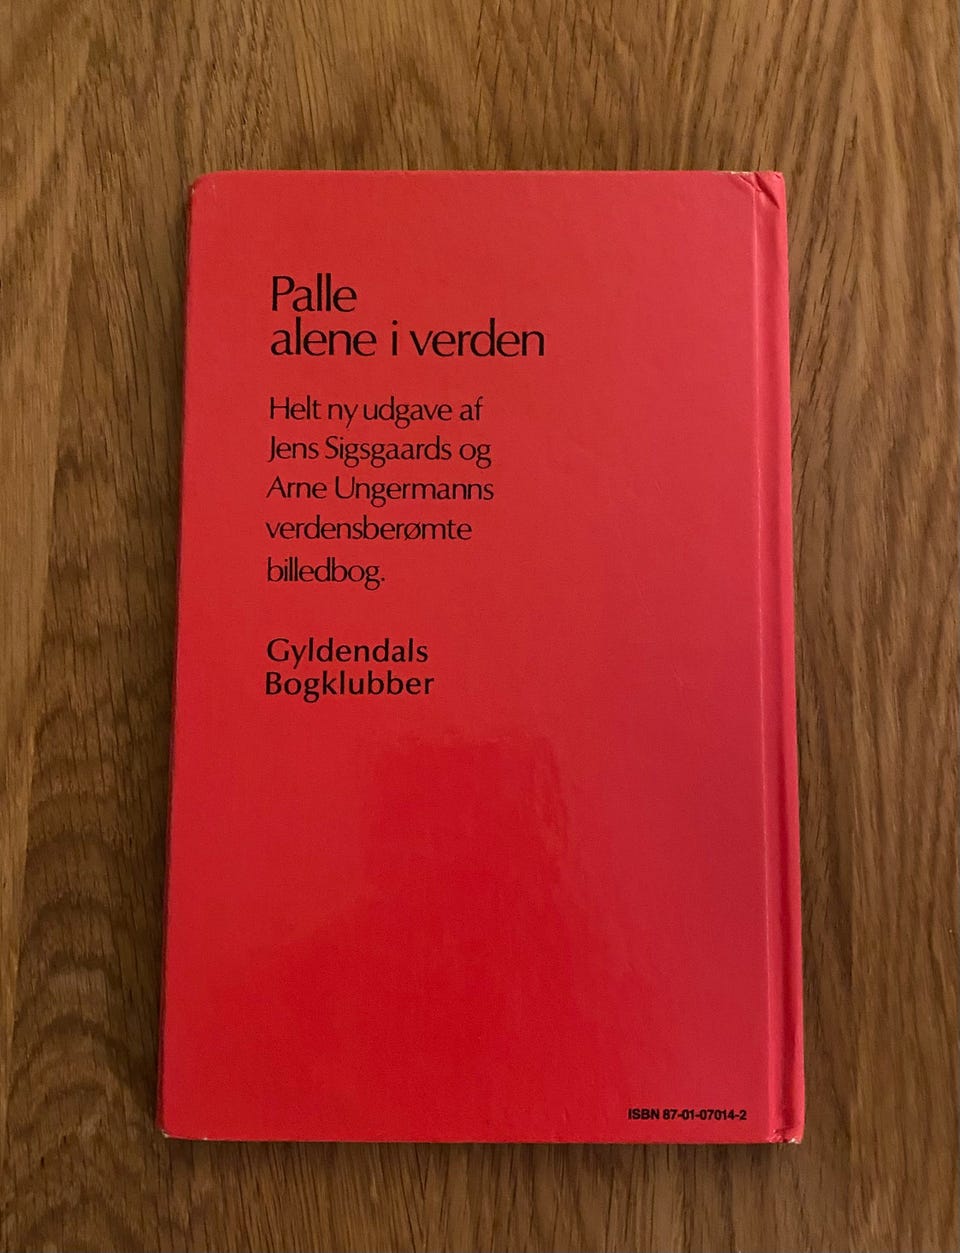 Palle
alene i verden
Helt ny udgave af
Jens Sigsgaards og
Arne Ungermanns
verdensberømte
billedbog.
Gyldendals
Bogklubber
ISBN 87-01-07014-2